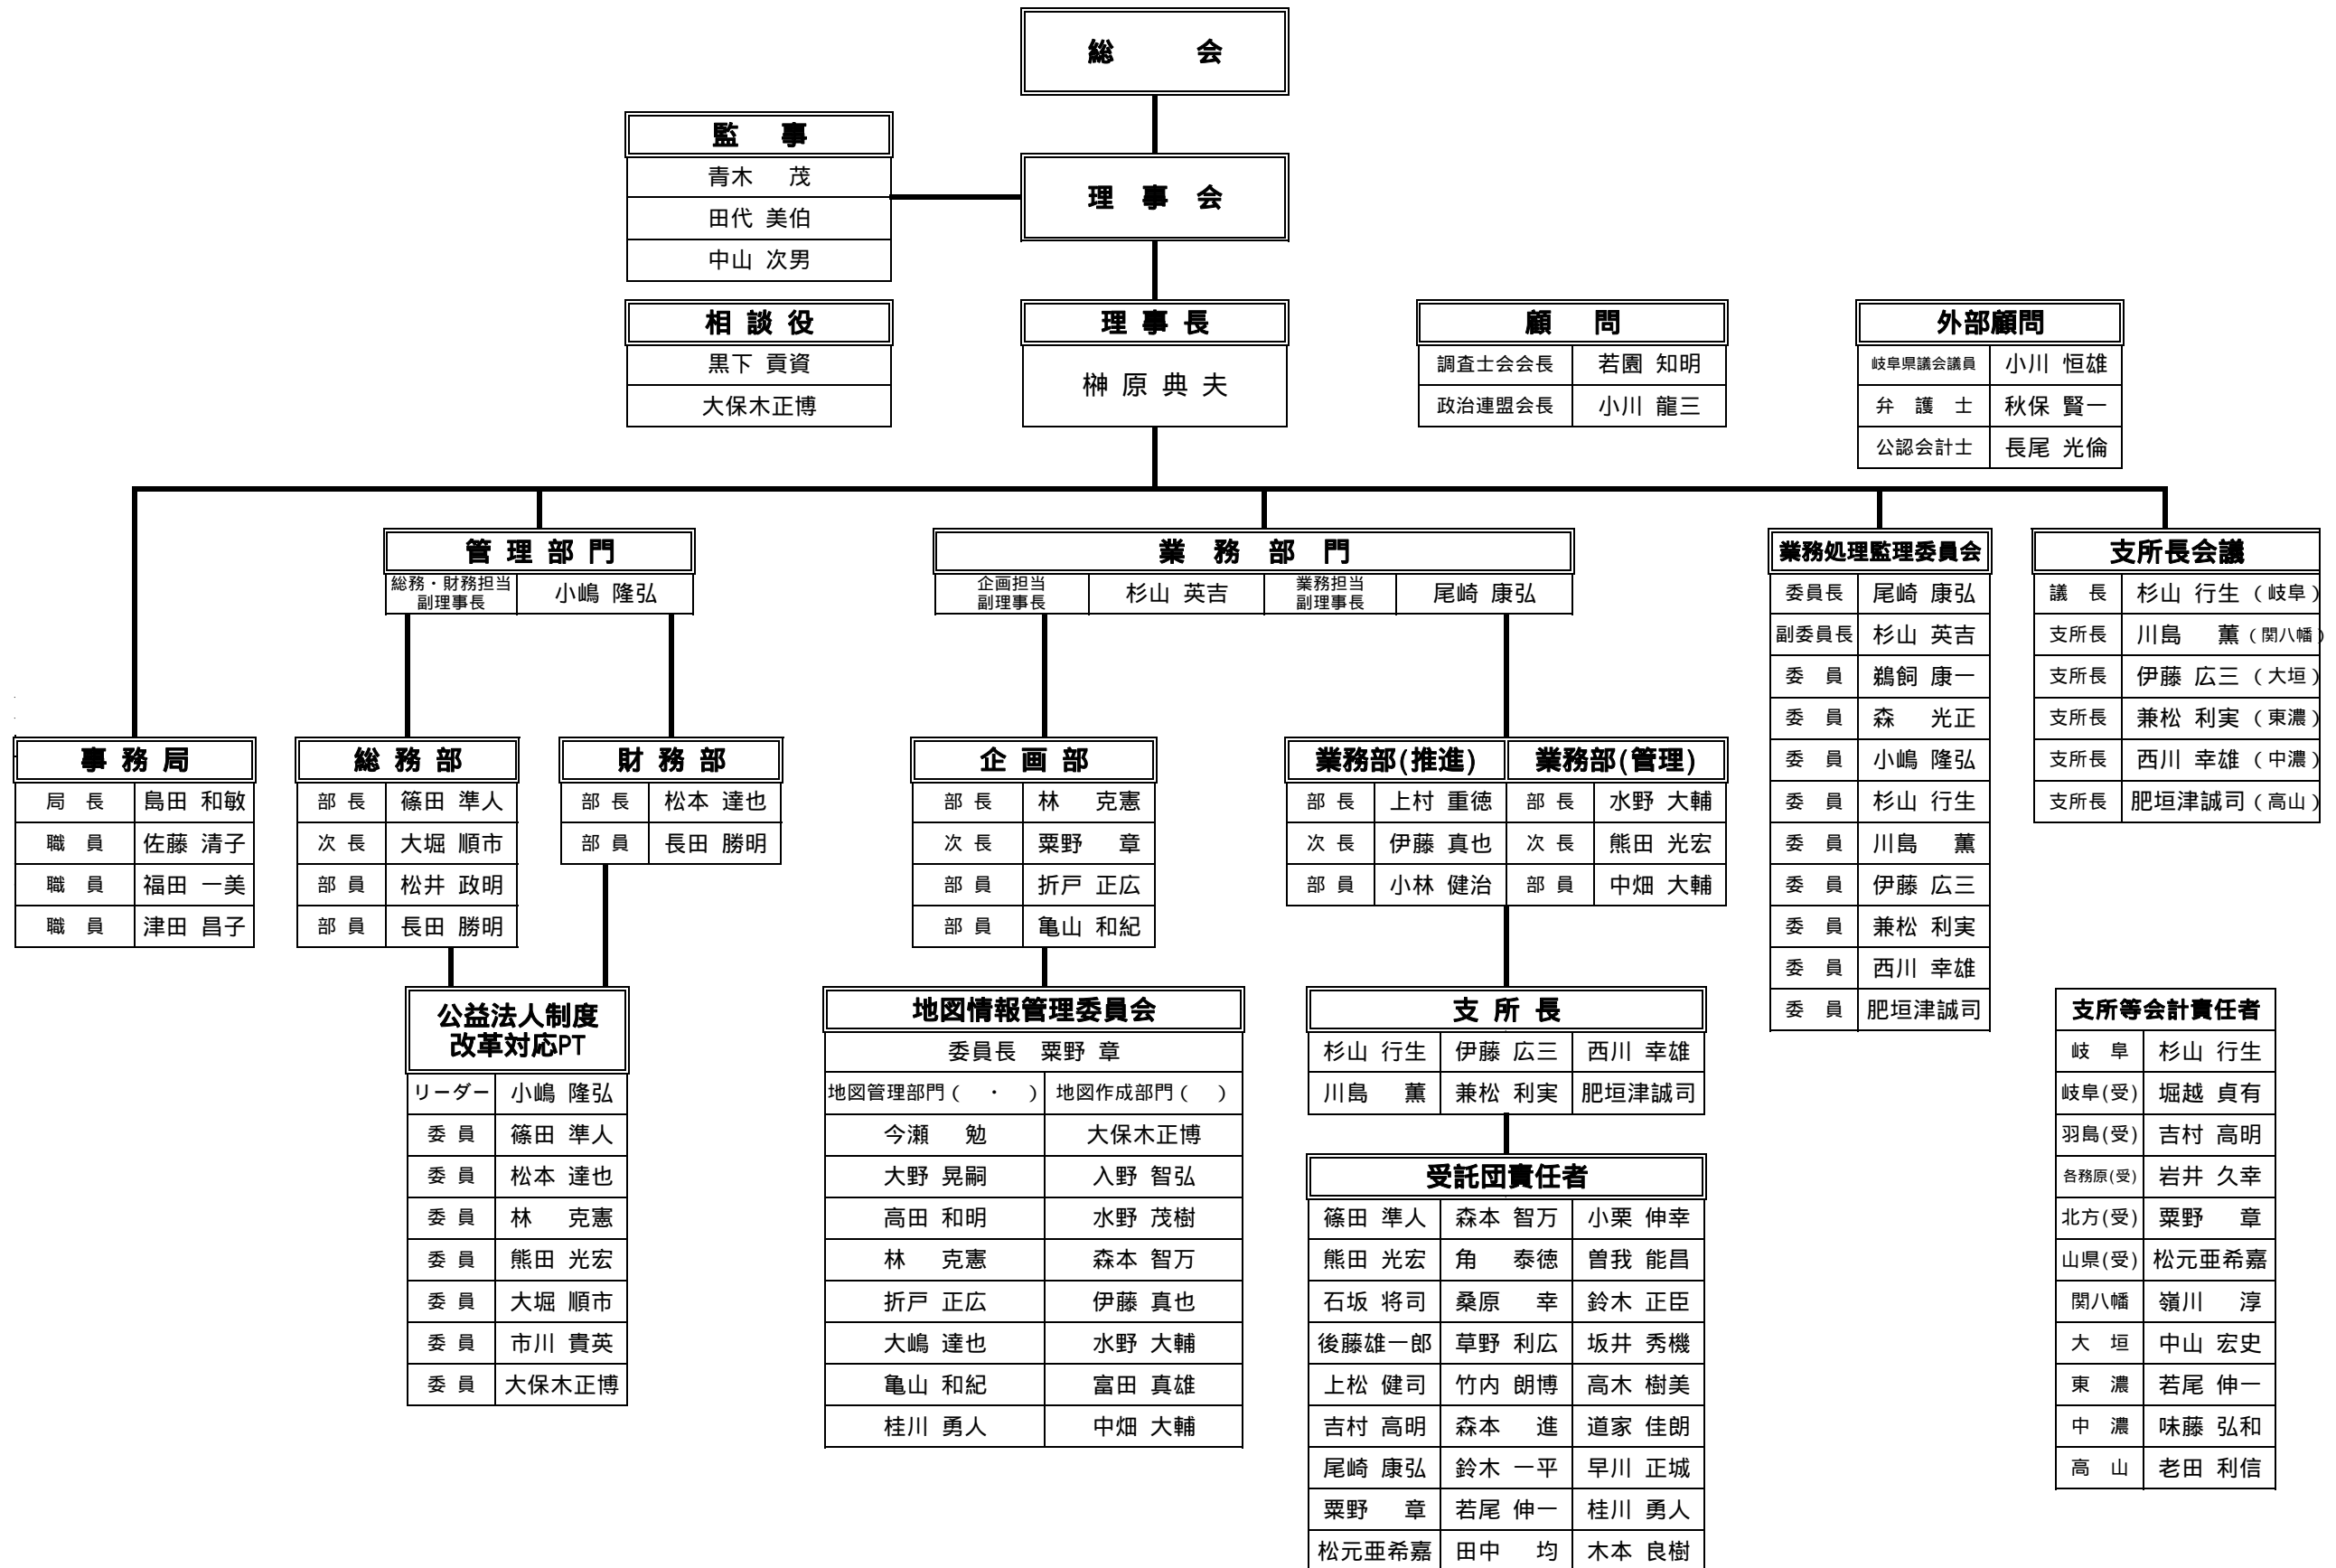 総　会
監　事
青木　茂
田代 美伯
中山 次男
理　事　会
相 談 役
黒下 貢資
大保木正博
理 事 長
榊 原 典 夫
顧　問
調査士会会長 若園 知明
政治連盟会長 小川 龍三
外部顧問
岐阜県議会議員 小川 恒雄
弁　護　士 秋保 賢一
公認会計士 長尾 光倫
管 理 部 門
総務・財務担当
副理事長
小嶋 隆弘
業　務　部　門
企画担当
副理事長
杉山 英吉
業務担当
副理事長
尾崎 康弘
業務処理監理委員会
委員長 尾崎 康弘
副委員長 杉山 英吉
委　員 鵜飼 康一
委　員 森　光正
委　員 小嶋 隆弘
委　員 杉山 行生
委　員 川島　薫
委　員 伊藤 広三
委　員 兼松 利実
委　員 西川 幸雄
委　員 肥垣津誠司
支所長会議
議　長 杉山 行生（岐阜）
支所長 川島　薫（関八幡）
支所長 伊藤 広三（大垣）
支所長 兼松 利実（東濃）
支所長 西川 幸雄（中濃）
支所長 肥垣津誠司（高山）
事 務 局
局　長 島田 和敏
職　員 佐藤 清子
職　員 福田 一美
職　員 津田 昌子
総 務 部
部 長 篠田 準人
次 長 大堀 順市
部 員 松井 政明
部 員 長田 勝明
財 務 部
部 長 松本 達也
部 員 長田 勝明
企 画 部
部 長 林　克憲
次 長 粟野　章
部 員 折戸 正広
部 員 亀山 和紀
業務部(推進)
部 長 上村 重徳
次 長 伊藤 真也
部 員 小林 健治
業務部(管理)
部 長 水野 大輔
次 長 熊田 光宏
部 員 中畑 大輔
公益法人制度
改革対応PT
リーダー 小嶋 隆弘
委 員 篠田 準人
委 員 松本 達也
委 員 林　克憲
委 員 熊田 光宏
委 員 大堀 順市
委 員 市川 貴英
委 員 大保木正博
地図情報管理委員会
委員長　粟野 章
地図管理部門（　・　） 地図作成部門（　）
今瀬　勉 大保木正博
大野 晃嗣 入野 智弘
高田 和明 水野 茂樹
林　克憲 森本 智万
折戸 正広 伊藤 真也
大嶋 達也 水野 大輔
亀山 和紀 富田 真雄
桂川 勇人 中畑 大輔
支 所 長
杉山 行生 伊藤 広三 西川 幸雄
川島　薫 兼松 利実 肥垣津誠司
受託団責任者
篠田 準人 森本 智万 小栗 伸幸
熊田 光宏 角　泰徳 曽我 能昌
石坂 将司 桑原　幸 鈴木 正臣
後藤雄一郎 草野 利広 坂井 秀機
上松 健司 竹内 朗博 高木 樹美
吉村 高明 森本　進 道家 佳朗
尾崎 康弘 鈴木 一平 早川 正城
粟野　章 若尾 伸一 桂川 勇人
松元亜希嘉 田中　均 木本 良樹
支所等会計責任者
岐　阜 杉山 行生
岐阜(受) 堀越 貞有
羽島(受) 吉村 高明
各務原(受) 岩井 久幸
北方(受) 粟野　章
山県(受) 松元亜希嘉
関八幡 嶺川　淳
大　垣 中山 宏史
東　濃 若尾 伸一
中　濃 味藤 弘和
高　山 老田 利信